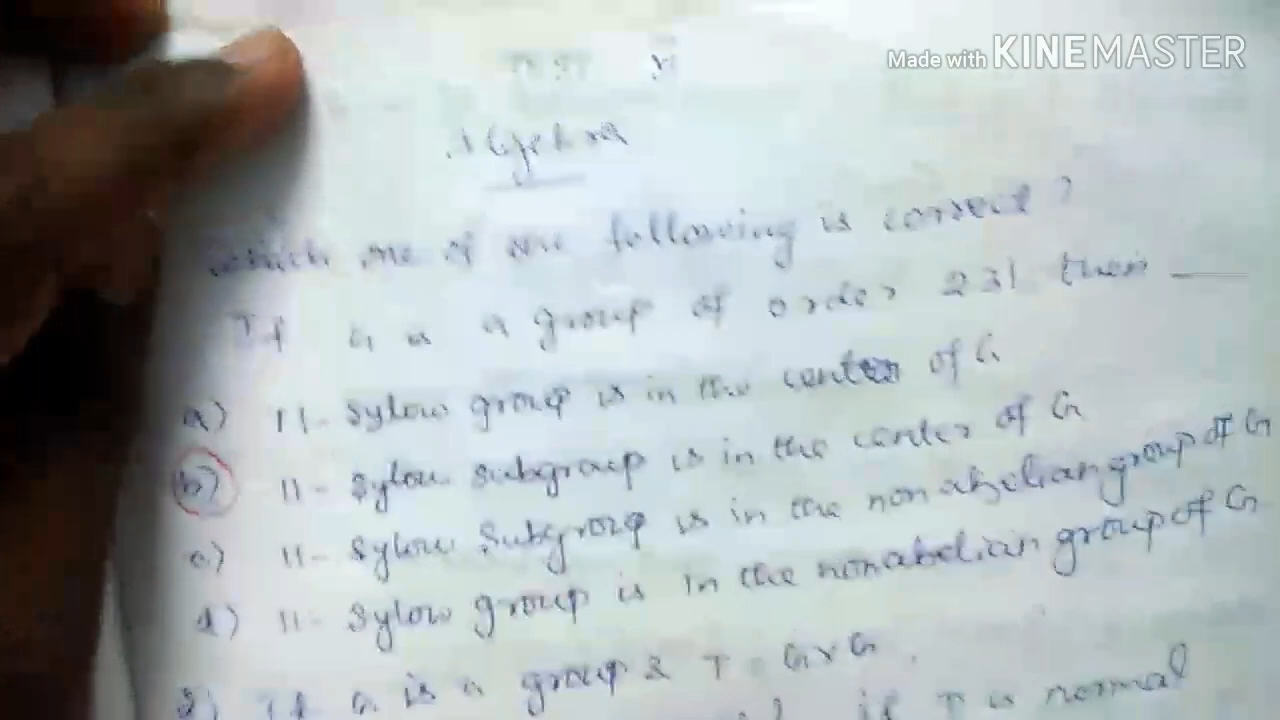 Made with KINEMASTER
Algebra
which one of the following is correct?
If G is a group of order 231 then
a) 11- Sylow group is in the center of G
b) 11- Sylow subgroup is in the center of G
c) 11- Sylow Subgroup is in the nonabelian group of G
d) 11- Sylow group is in the nonabelian group of G
2) If G is a group & T = G×G.
if T is normal